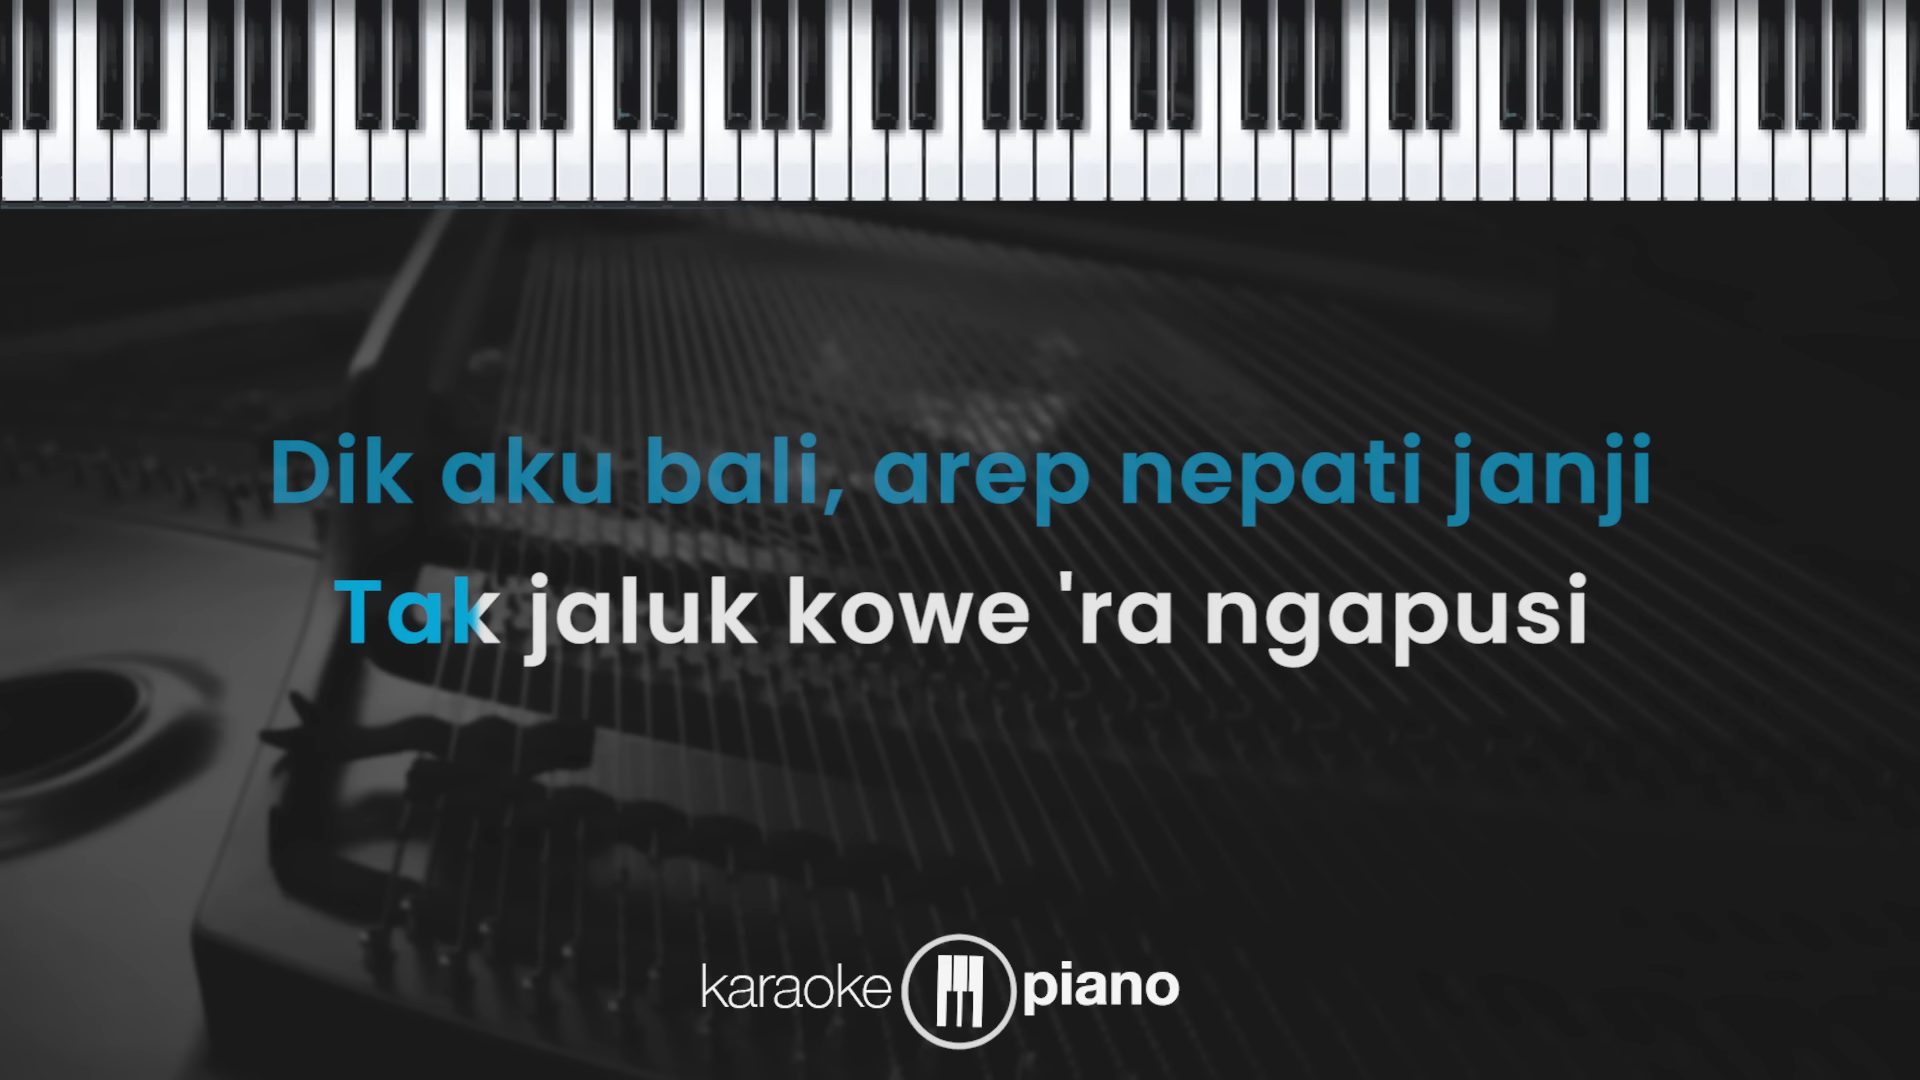 Dik aku bali, arep nepati janji
Tak jaluk kowe 'ra ngapusi
karaoke piano